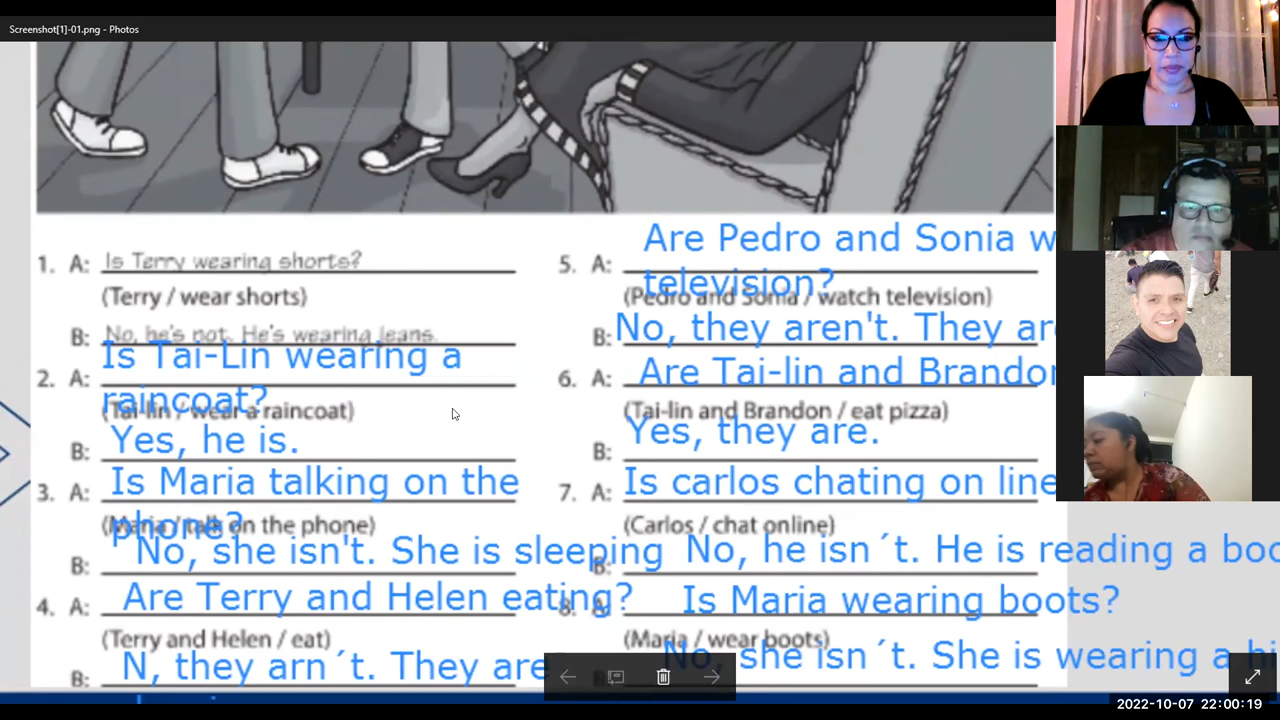 Screenshot[1]-01.png - Photos
1. A: Is Terry wearing shorts?
(Terry / wear shorts)
B: No, he's not. He's wearing jeans.
Is Tai-Lin wearing a
2. A:
raincoat?
(Tai-lin / wear a raincoat)
B: Yes, he is.
3. A: Is Maria talking on the
phone?
(Maria / talk on the phone)
B: No, she isn't. She is sleeping
4. A: Are Terry and Helen eating?
(Terry and Helen / eat)
B: N, they arn´t. They are
5. A: Are Pedro and Sonia w
television?
(Pedro and Sonia / watch television)
B: No, they aren't. They ar
6. A: Are Tai-lin and Brandon
(Tai-lin and Brandon / eat pizza)
B: Yes, they are.
7. A: Is carlos chating on line
(Carlos / chat online)
B: No, he isn´t. He is reading a boo
8. A: Is Maria wearing boots?
(Maria / wear boots)
No, she isn´t. She is wearing a hi
2022-10-07 22:00:19